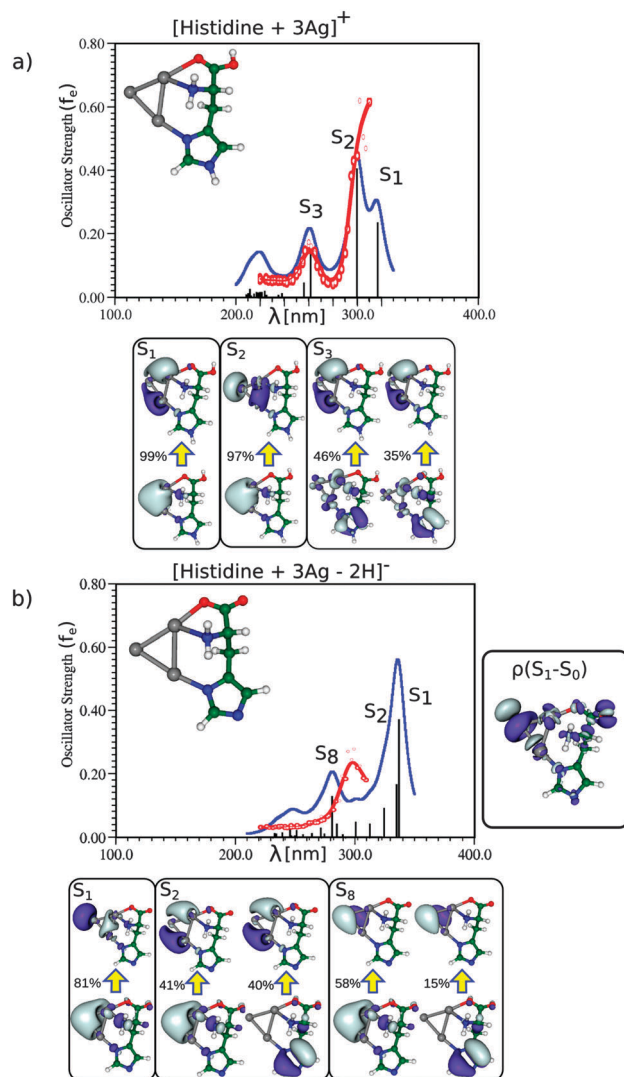 [Histidine + 3Ag]+
a)
Oscillator Strength (fe)
0.80
0.60
0.40
0.20
0.00
S3
S2
S1
100.0 200.0 300.0 400.0
λ[nm]
S1 S2 S3
99% 97% 46% 35%
[Histidine + 3Ag - 2H]-
b)
Oscillator Strength (fe)
0.80
0.60
0.40
0.20
0.00
S8
S2
S1
100.0 200.0 300.0 400.0
λ[nm]
ρ(S1-S0)
S1 S2 S8
81% 41% 40% 58% 15%